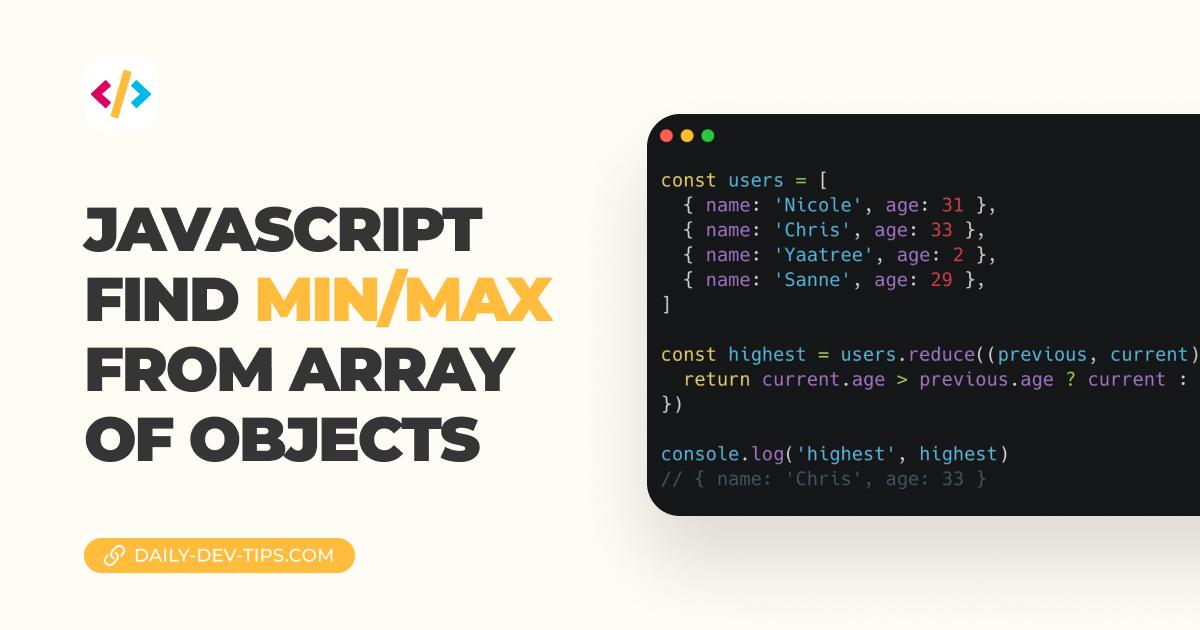 JAVASCRIPT
FIND MIN/MAX
FROM ARRAY
OF OBJECTS
DAILY-DEV-TIPS.COM
const users = [
  { name: 'Nicole', age: 31 },
  { name: 'Chris', age: 33 },
  { name: 'Yaatree', age: 2 },
  { name: 'Sanne', age: 29 },
]
const highest = users.reduce((previous, current)
  return current.age > previous.age ? current :
})
console.log('highest', highest)
// { name: 'Chris', age: 33 }